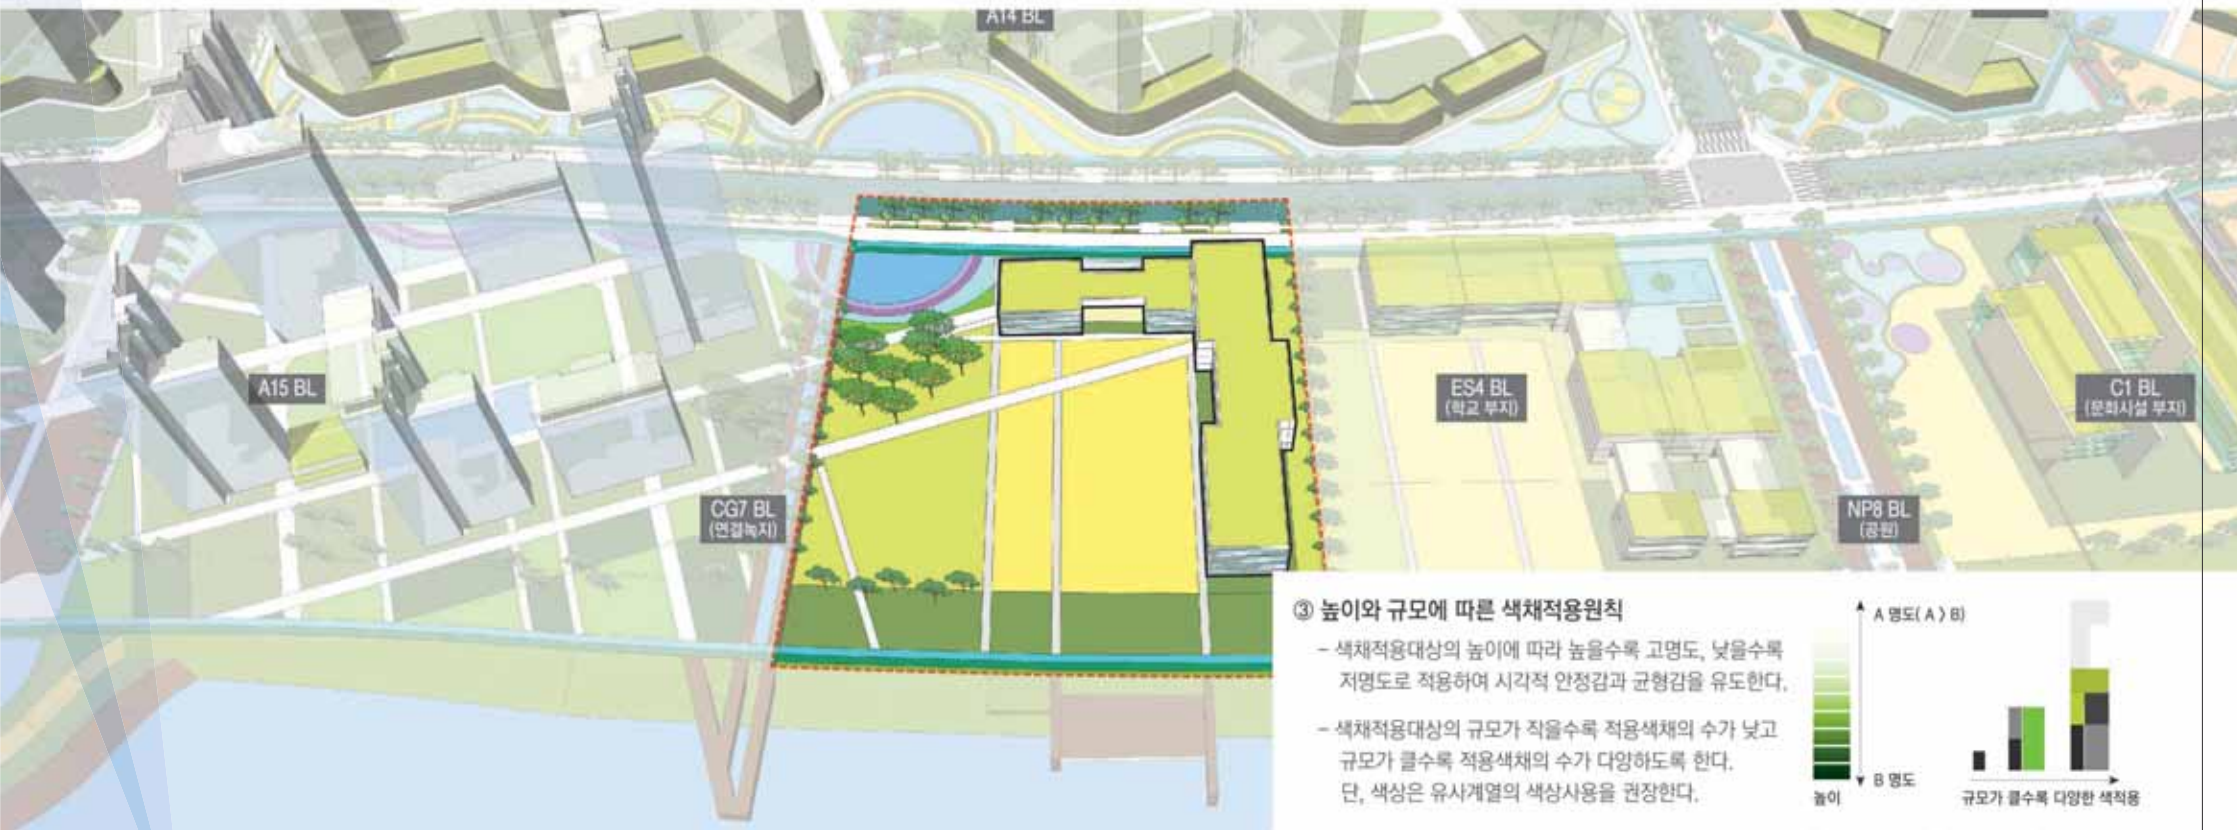 A14 BL
A15 BL
ES4 BL
(학교 부지)
C1 BL
(문화시설 부지)
CG7 BL
(연결녹지)
NP8 BL
(공원)
③ 높이와 규모에 따른 색채적용원칙
- 색채적용대상의 높이에 따라 높을수록 고명도, 낮을수록
저명도로 적용하여 시각적 안정감과 균형감을 유도한다.
- 색채적용대상의 규모가 작을수록 적용색채의 수가 낮고
규모가 클수록 적용색채의 수가 다양하도록 한다.
단, 색상은 유사계열의 색상사용을 권장한다.
A 명도( A > B)
B 명도
높이
규모가 클수록 다양한 색적용